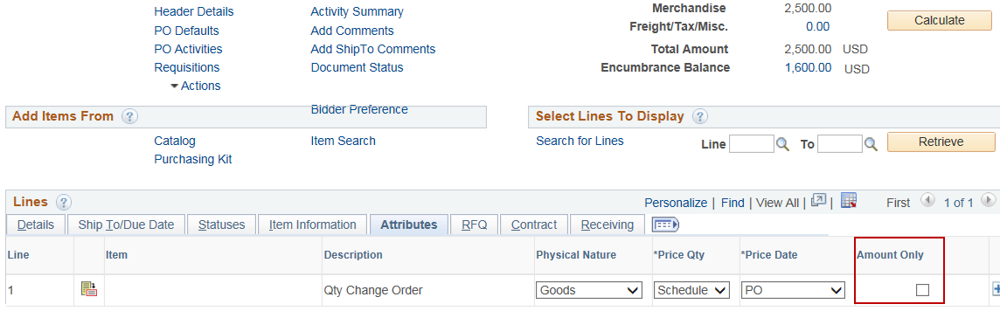 Header Details Activity Summary Merchandise 2,500.00 Calculate
PO Defaults Add Comments Freight/Tax/Misc. 0.00
PO Activities Add ShipTo Comments Total Amount 2,500.00 USD
Requisitions Document Status Encumbrance Balance 1,600.00 USD
Actions
Bidder Preference
Add Items From ? Select Lines To Display ?
Catalog Item Search Search for Lines Line To Retrieve
Purchasing Kit
Lines ? Personalize | Find | View All | | First 1 of 1
Details Ship To/Due Date Statuses Item Information Attributes RFQ Contract Receiving
Line Item Description Physical Nature *Price Qty *Price Date Amount Only
1 Qty Change Order Goods Schedule PO